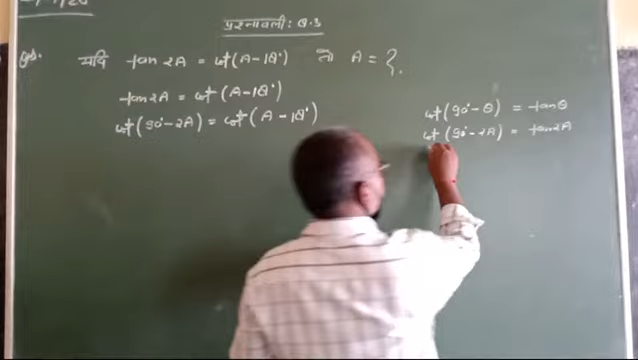 प्रश्नावली: 8.3
यदि tan 2A = cot (A-18°) तो A = ?
tan 2A = cot (A-18°)
cot (90°-2A) = cot (A-18°)
cot (90°-θ) = tanθ
cot (90°-2A) = tan2A